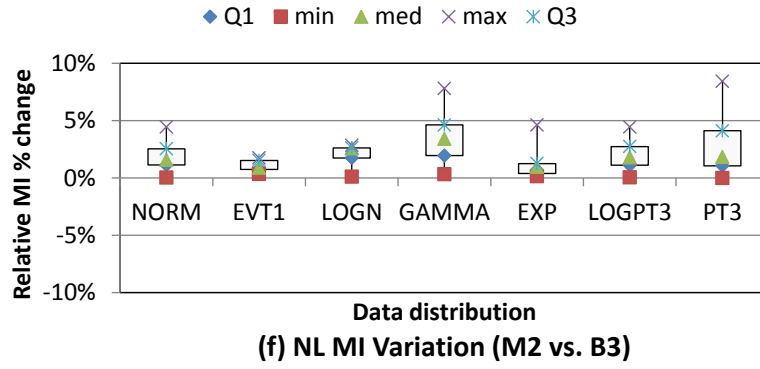 Q1 min med max Q3
10%
5%
0%
-5%
-10%
Relative MI % change
NORM EVT1 LOGN GAMMA EXP LOGPT3 PT3
Data distribution
(f) NL MI Variation (M2 vs. B3)